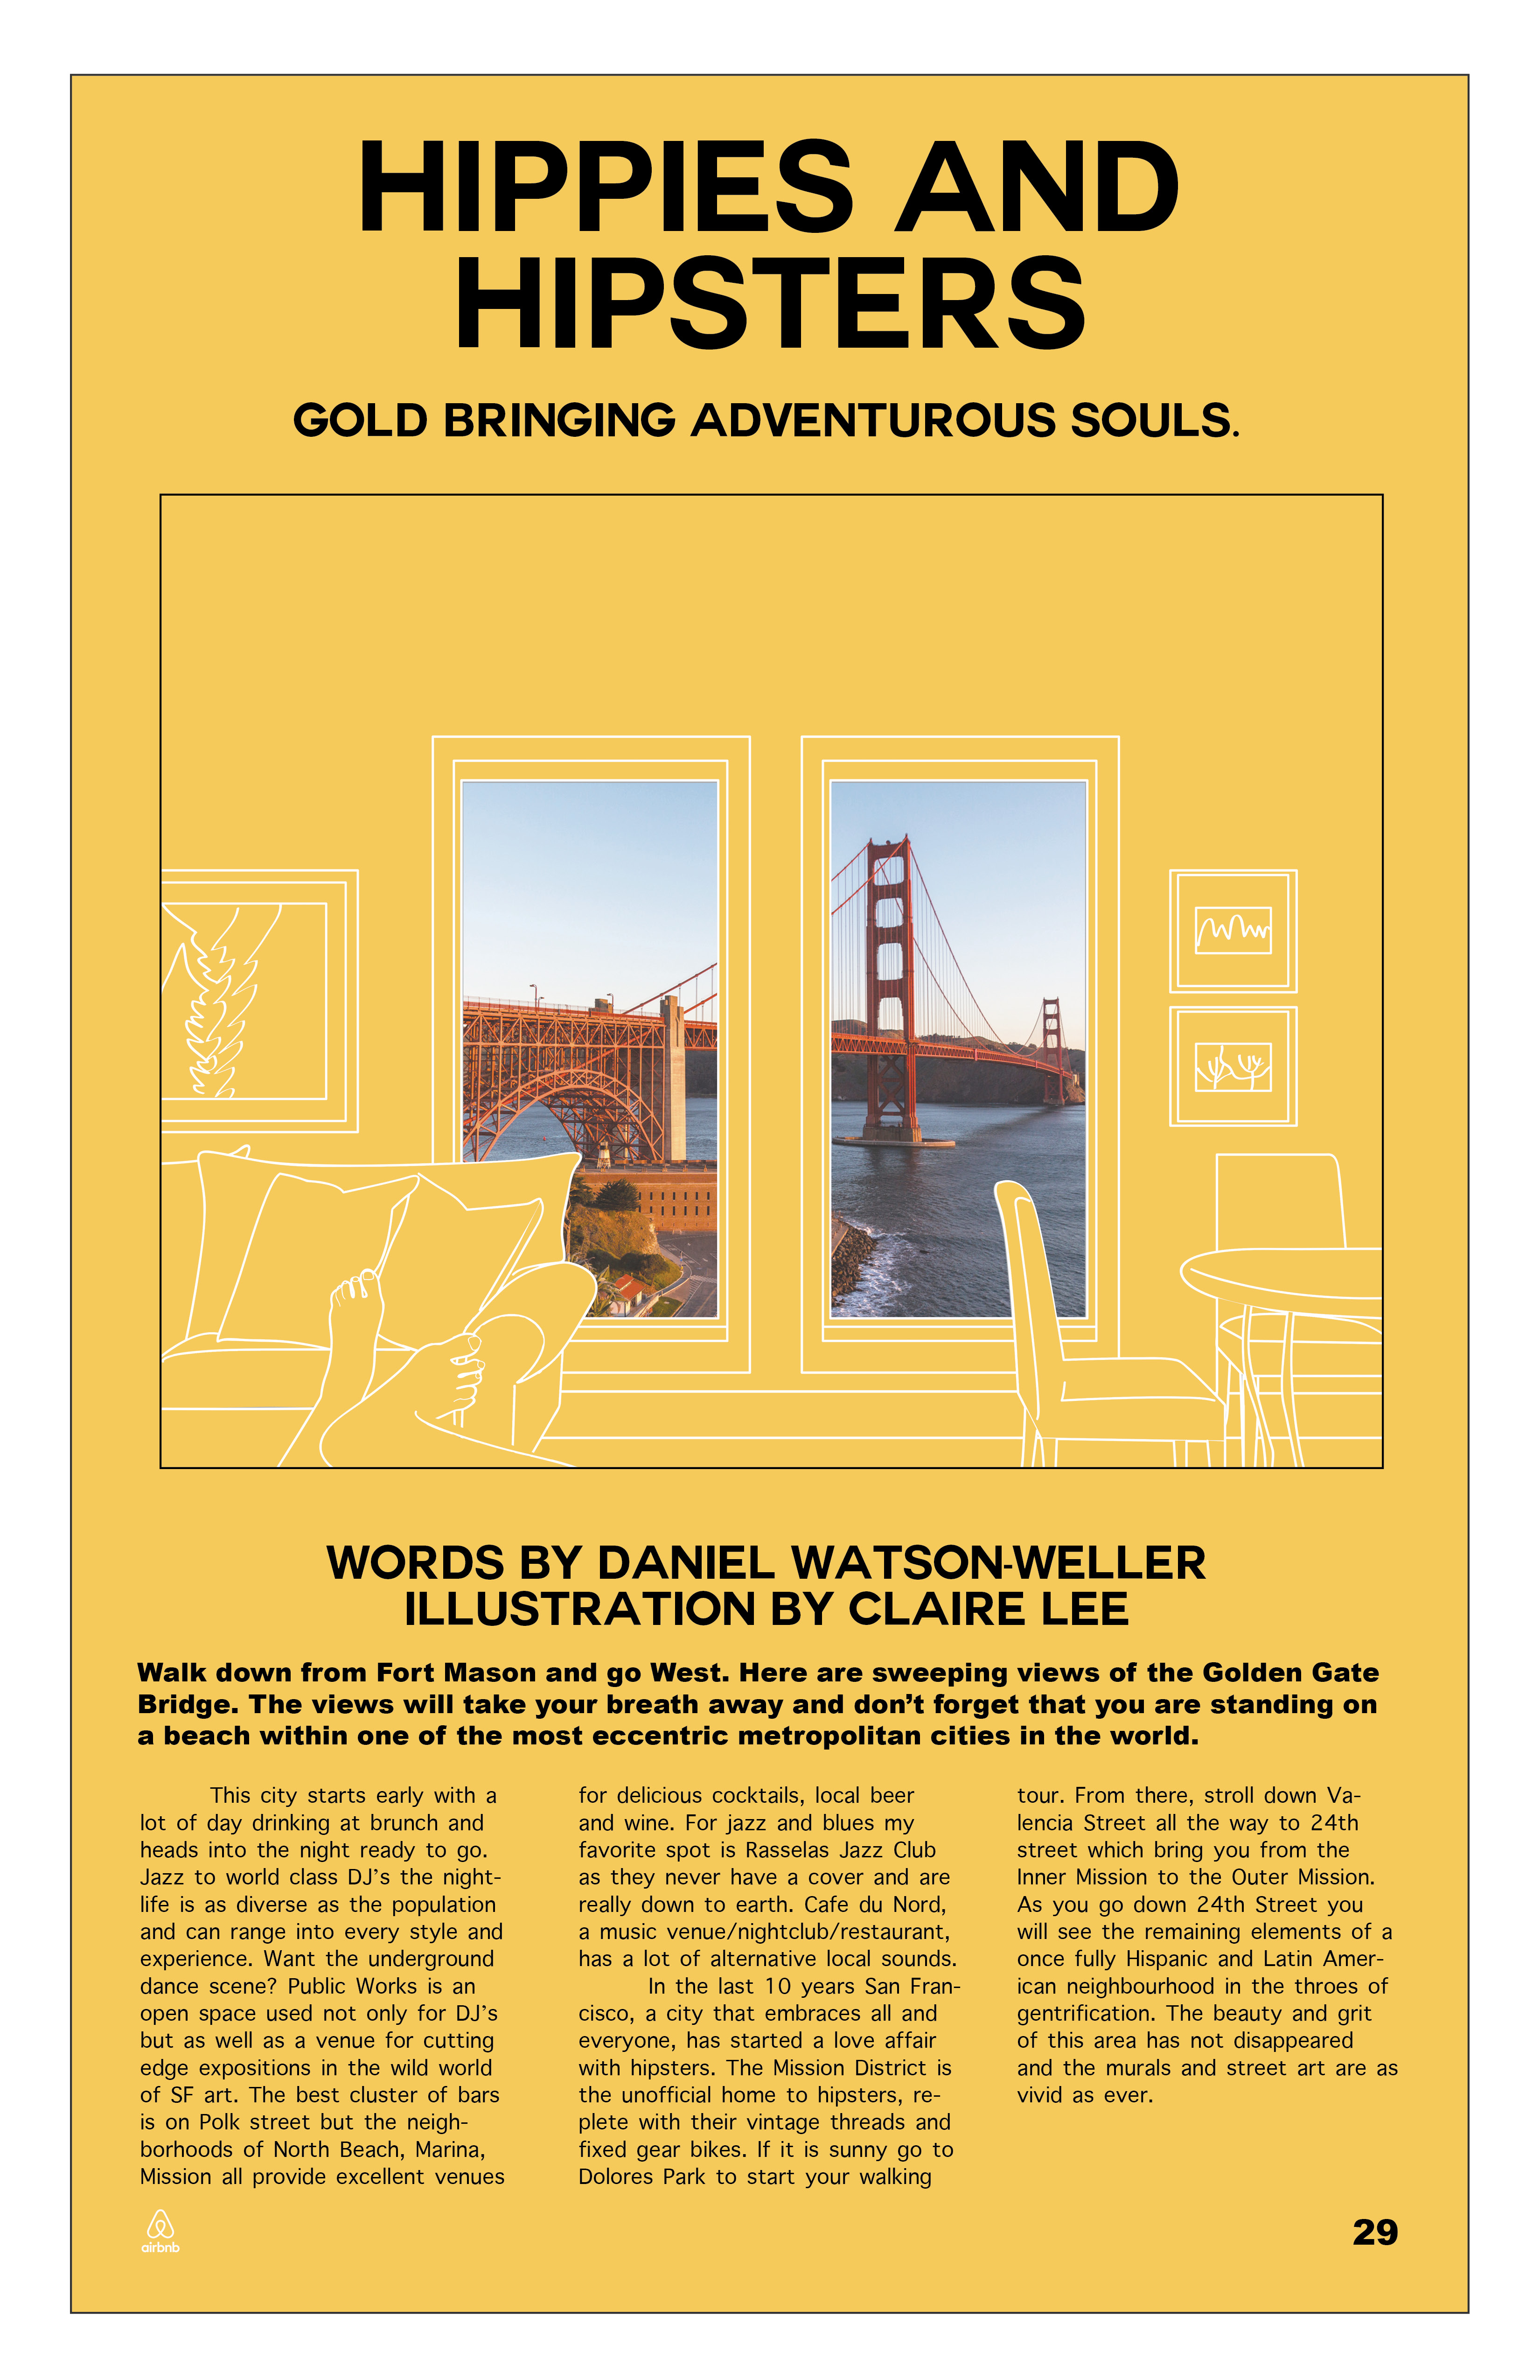 HIPPIES AND
HIPSTERS
GOLD BRINGING ADVENTUROUS SOULS.
WORDS BY DANIEL WATSON-WELLER
ILLUSTRATION BY CLAIRE LEE
Walk down from Fort Mason and go West. Here are sweeping views of the Golden Gate
Bridge. The views will take your breath away and don’t forget that you are standing on
a beach within one of the most eccentric metropolitan cities in the world.
This city starts early with a
lot of day drinking at brunch and
heads into the night ready to go.
Jazz to world class DJ’s the night-
life is as diverse as the population
and can range into every style and
experience. Want the underground
dance scene? Public Works is an
open space used not only for DJ’s
but as well as a venue for cutting
edge expositions in the wild world
of SF art. The best cluster of bars
is on Polk street but the neigh-
borhoods of North Beach, Marina,
Mission all provide excellent venues
for delicious cocktails, local beer
and wine. For jazz and blues my
favorite spot is Rasselas Jazz Club
as they never have a cover and are
really down to earth. Cafe du Nord,
a music venue/nightclub/restaurant,
has a lot of alternative local sounds.
In the last 10 years San Fran-
cisco, a city that embraces all and
everyone, has started a love affair
with hipsters. The Mission District is
the unofficial home to hipsters, re-
plete with their vintage threads and
fixed gear bikes. If it is sunny go to
Dolores Park to start your walking
tour. From there, stroll down Va-
lencia Street all the way to 24th
street which bring you from the
Inner Mission to the Outer Mission.
As you go down 24th Street you
will see the remaining elements of a
once fully Hispanic and Latin Amer-
ican neighbourhood in the throes of
gentrification. The beauty and grit
of this area has not disappeared
and the murals and street art are as
vivid as ever.
airbnb
29